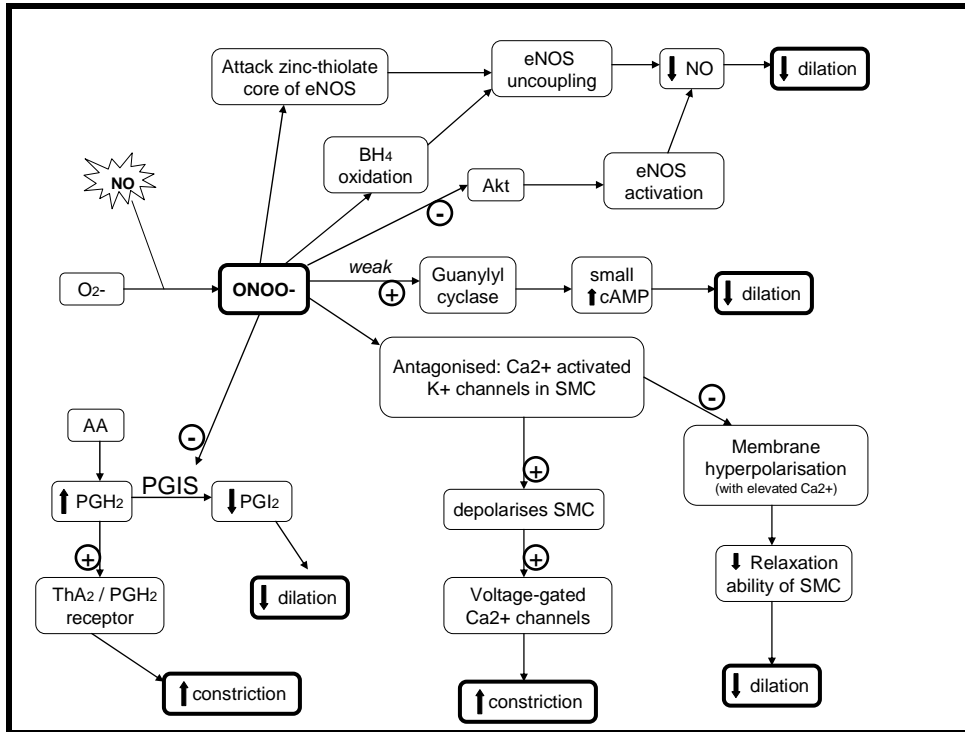 Attack zinc-thiolate
core of eNOS
eNOS
uncoupling
⬇ NO
⬇ dilation
BH4
oxidation
Akt
-
eNOS
activation
NO
O2-
ONOO-
weak
+
Guanylyl
cyclase
small
⬆cAMP
⬇ dilation
Antagonised: Ca2+ activated
K+ channels in SMC
-
AA
-
PGIS
⬆ PGH2
⬇PGI2
+
ThA2 / PGH2
receptor
⬇ dilation
⬆constriction
+
depolarises SMC
+
Voltage-gated
Ca2+ channels
⬆constriction
Membrane
hyperpolarisation
(with elevated Ca2+)
⬇ Relaxation
ability of SMC
⬇ dilation